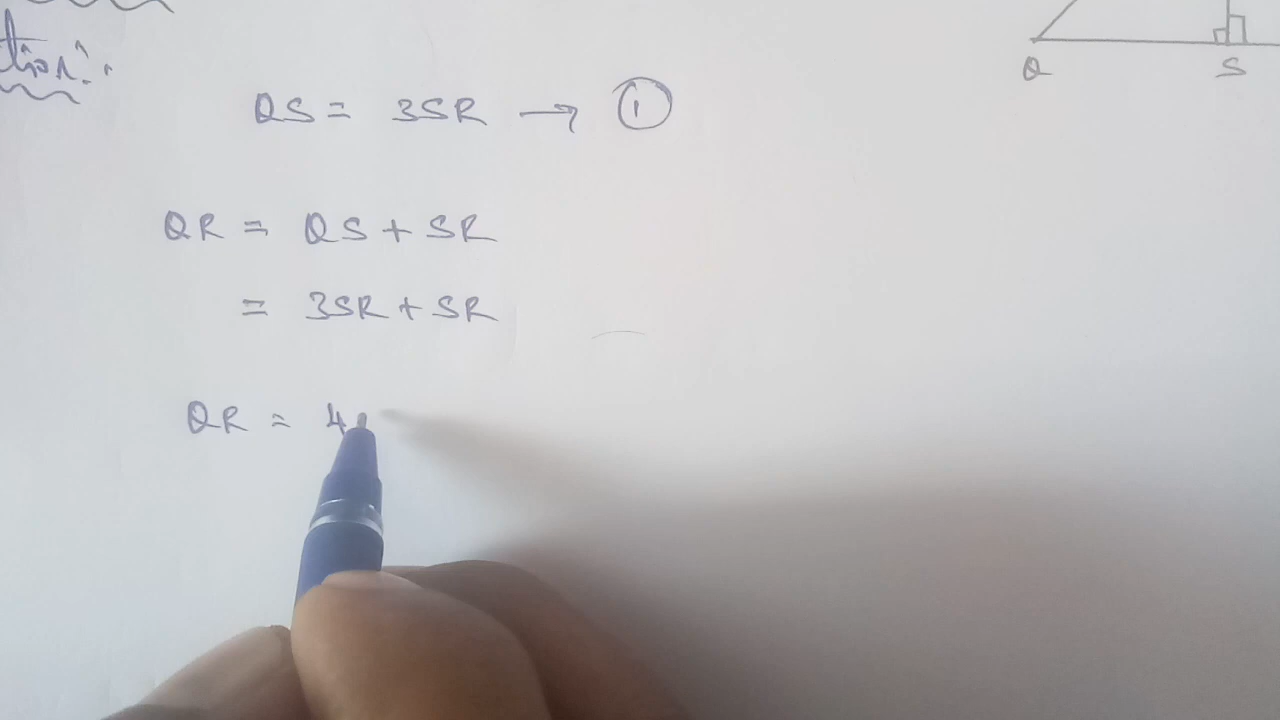 QS = 3SR → ①
QR = QS + SR
= 3SR + SR
QR = 4
Q S